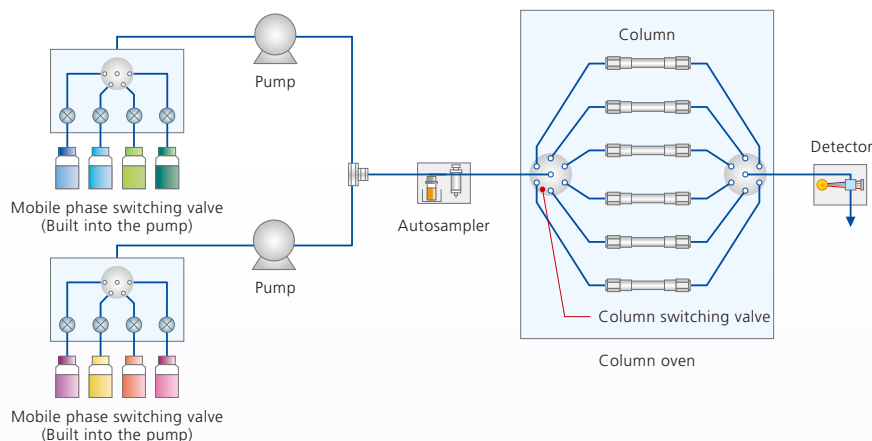 Column
Pump
Detector
Mobile phase switching valve
(Built into the pump)
Autosampler
Pump
Column switching valve
Column oven
Mobile phase switching valve
(Built into the pump)